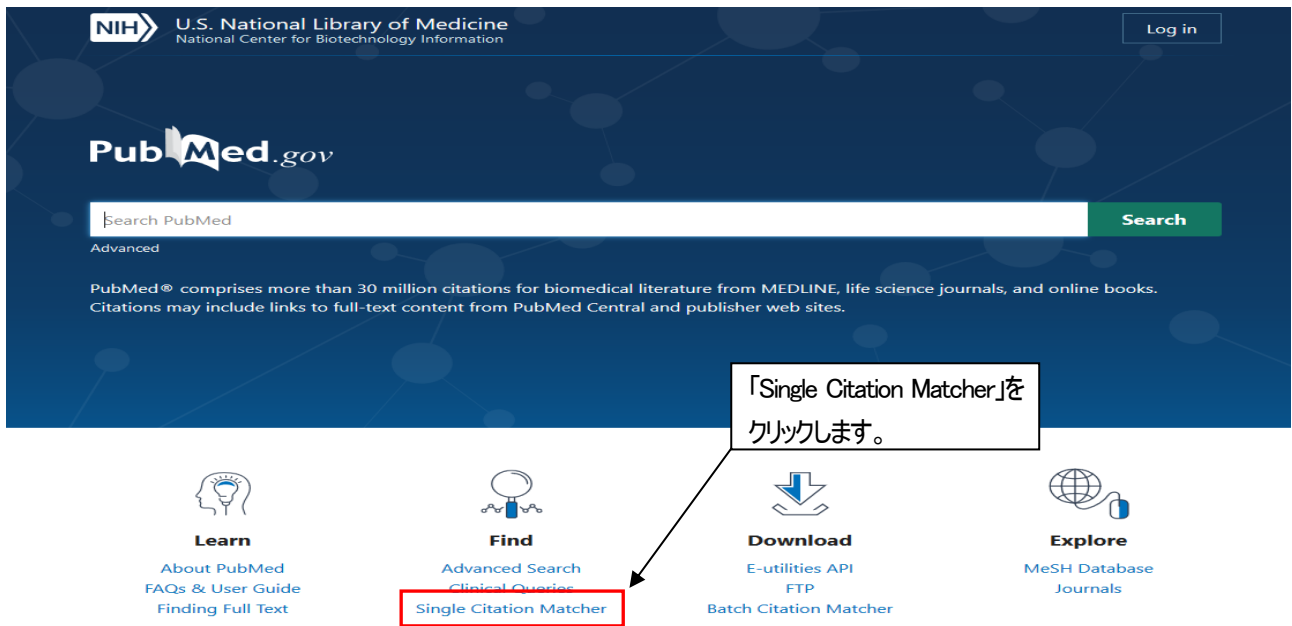 NIH U.S. National Library of Medicine
National Center for Biotechnology Information
Log in
PubMed.gov
Search PubMed
Search
Advanced
PubMed® comprises more than 30 million citations for biomedical literature from MEDLINE, life science journals, and online books.
Citations may include links to full-text content from PubMed Central and publisher web sites.
「Single Citation Matcher」を
クリックします。
Learn
About PubMed
FAQs & User Guide
Finding Full Text
Find
Advanced Search
Clinical Queries
Single Citation Matcher
Download
E-utilities API
FTP
Batch Citation Matcher
Explore
MeSH Database
Journals